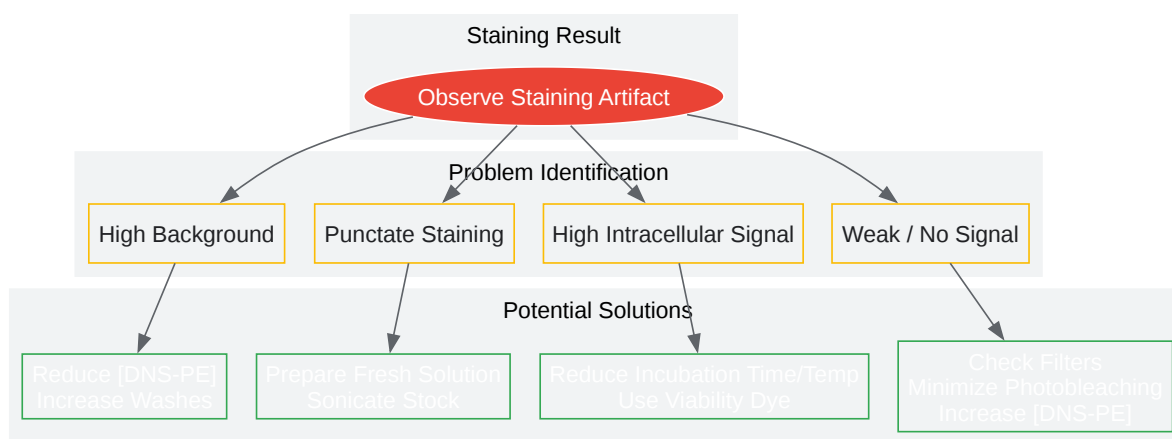 Staining Result
Observe Staining Artifact
Problem Identification
High Background
Punctate Staining
High Intracellular Signal
Weak / No Signal
Potential Solutions
Reduce [DNS-PE]
Increase Washes
Prepare Fresh Solution
Sonicate Stock
Reduce Incubation Time/Temp
Use Viability Dye
Check Filters
Minimize Photobleaching
Increase [DNS-PE]